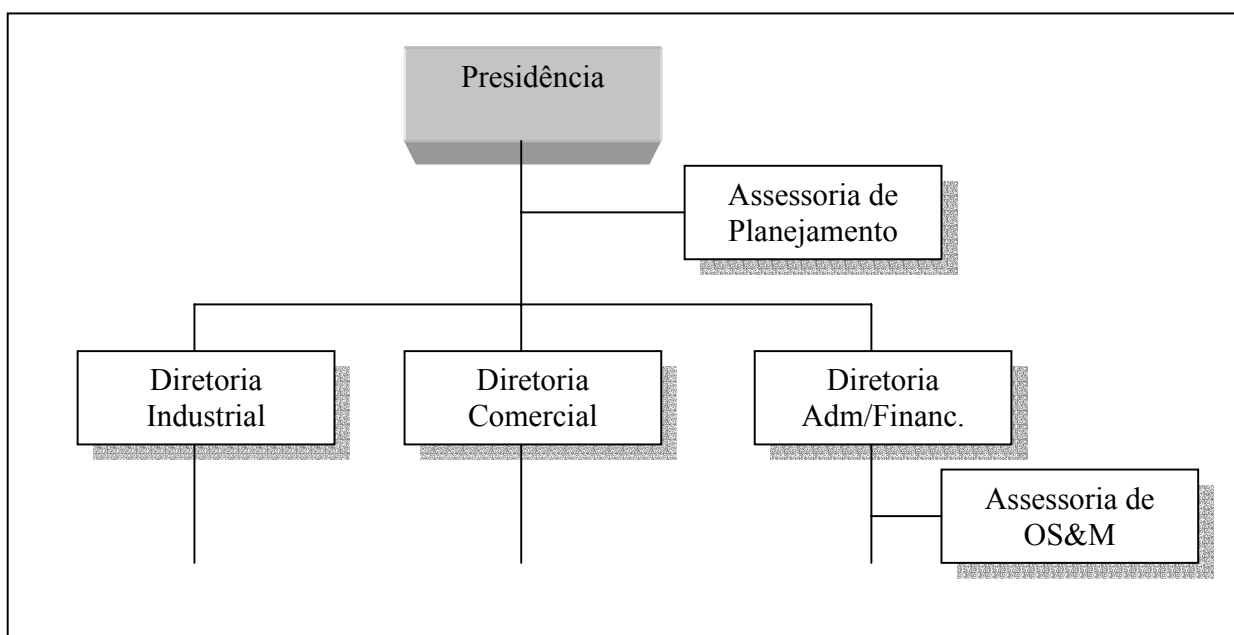 Presidência
Assessoria de
Planejamento
Diretoria
Industrial
Diretoria
Comercial
Diretoria
Adm/Financ.
Assessoria de
OS&M